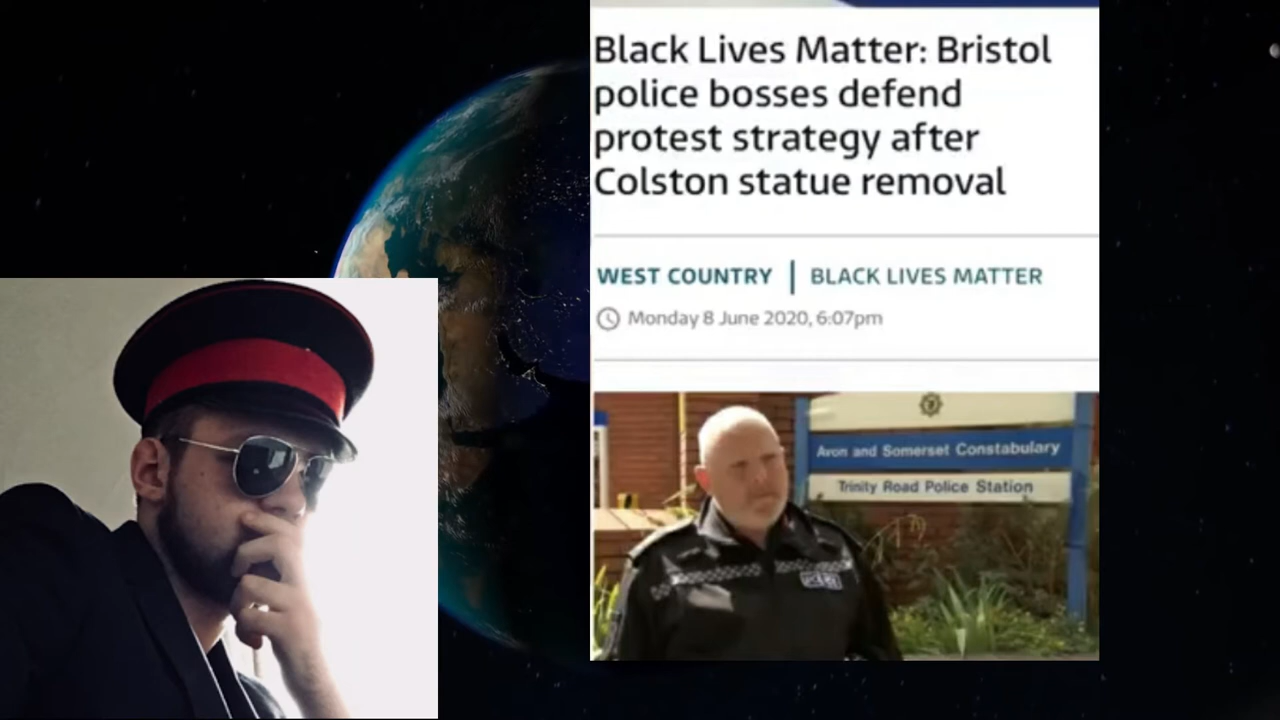 Black Lives Matter: Bristol
police bosses defend
protest strategy after
Colston statue removal
WEST COUNTRY | BLACK LIVES MATTER
Monday 8 June 2020, 6:07pm
Avon and Somerset Constabulary
Trinity Road Police Station